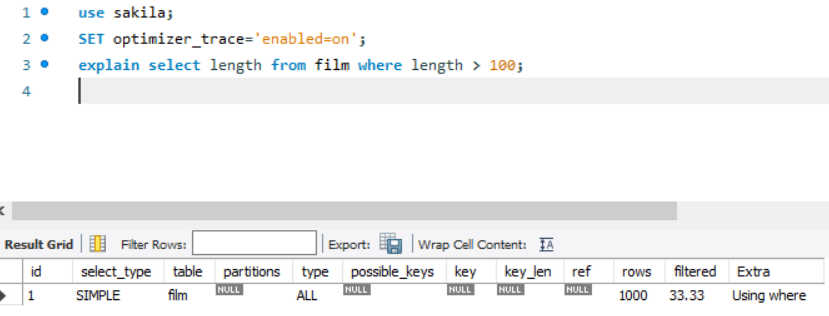 1 use sakila;
2 SET optimizer_trace='enabled=on';
3 explain select length from film where length > 100;
4
Result Grid Filter Rows: Export: Wrap Cell Content: IA
id select_type table partitions type possible_keys key key_len ref rows filtered Extra
1 SIMPLE film NULL ALL NULL NULL NULL NULL 1000 33.33 Using where